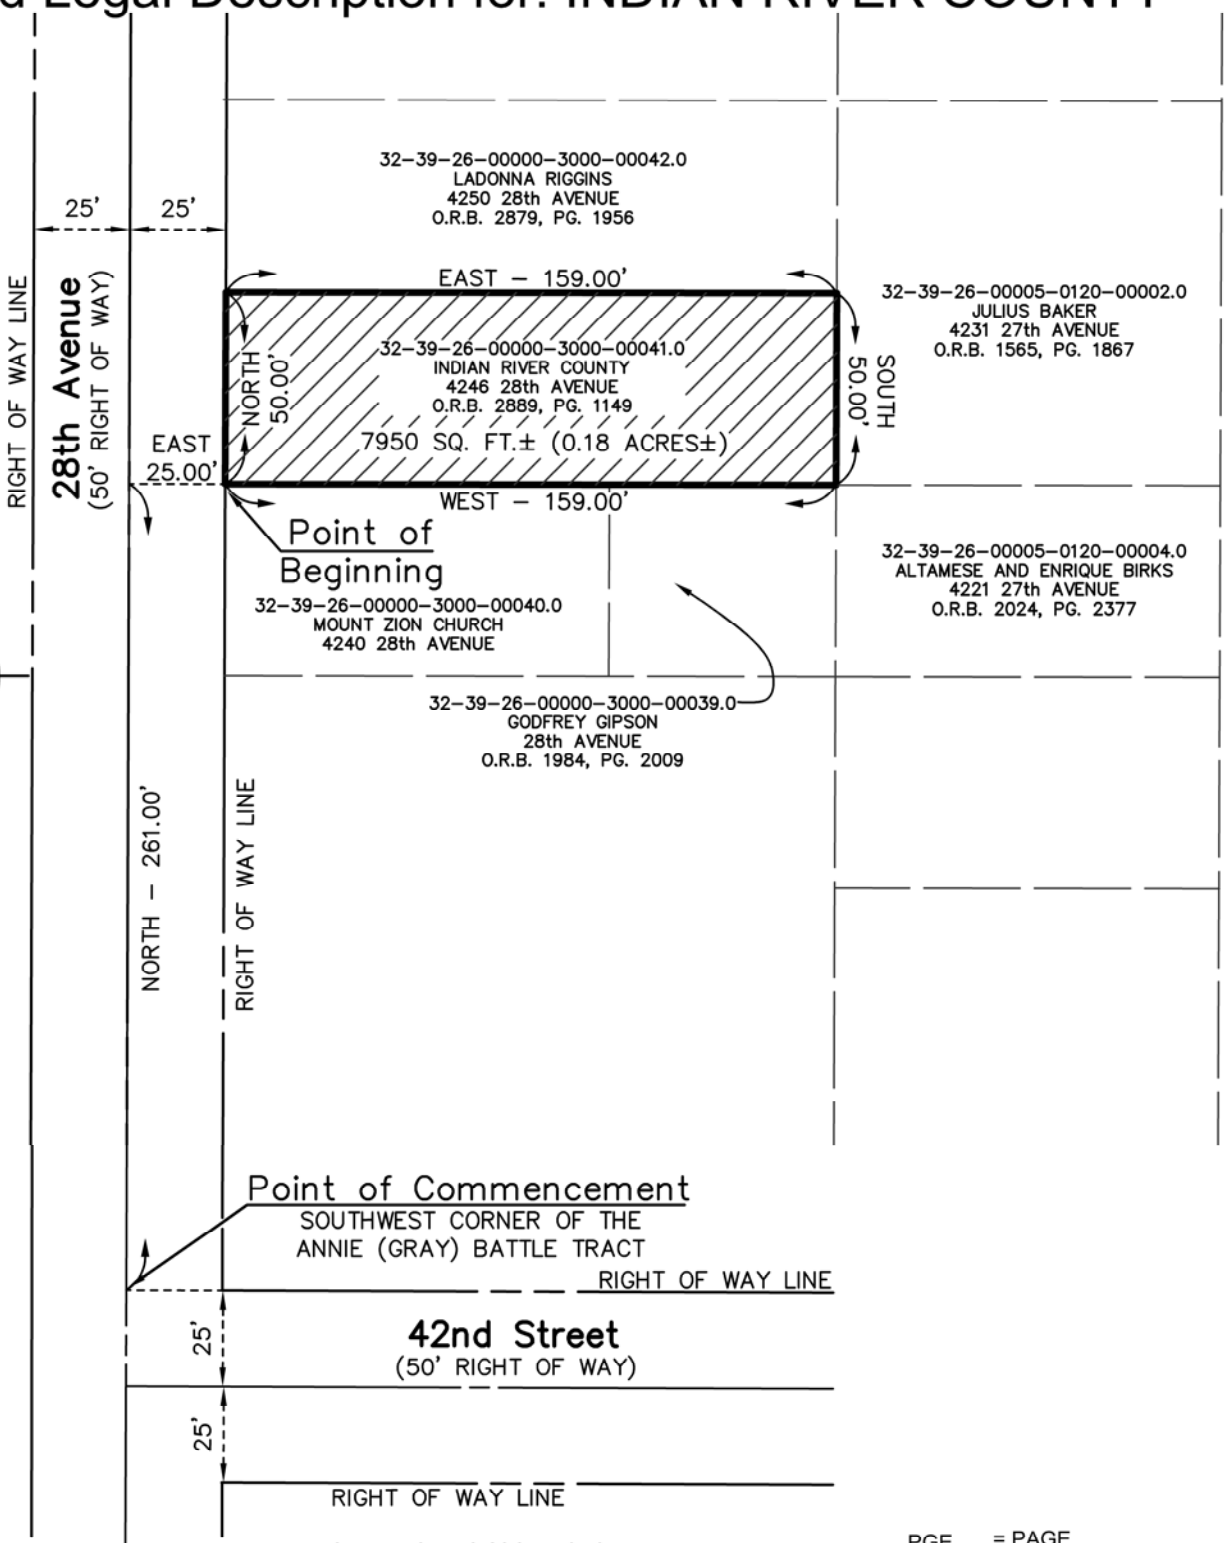 d Legal Description for: INDIAN RIVER COUNTY
32-39-26-00000-3000-00042.0
LADONNA RIGGINS
4250 28th AVENUE
O.R.B. 2879, PG. 1956
25'
25'
RIGHT OF WAY LINE
28th Avenue
(50' RIGHT OF WAY)
EAST - 159.00'
32-39-26-00005-0120-00002.0
JULIUS BAKER
4231 27th AVENUE
O.R.B. 1565, PG. 1867
NORTH
50.00'
32-39-26-00000-3000-00041.0
INDIAN RIVER COUNTY
4246 28th AVENUE
O.R.B. 2889, PG. 1149
7950 SQ. FT.± (0.18 ACRES±)
SOUTH
50.00'
EAST
25.00'
WEST - 159.00'
Point of
Beginning
32-39-26-00000-3000-00040.0
MOUNT ZION CHURCH
4240 28th AVENUE
32-39-26-00005-0120-00004.0
ALTAMESE AND ENRIQUE BIRKS
4221 27th AVENUE
O.R.B. 2024, PG. 2377
32-39-26-00000-3000-00039.0
GODFREY GIPSON
28th AVENUE
O.R.B. 1984, PG. 2009
NORTH - 261.00'
RIGHT OF WAY LINE
Point of Commencement
SOUTHWEST CORNER OF THE
ANNIE (GRAY) BATTLE TRACT
RIGHT OF WAY LINE
25'
42nd Street
(50' RIGHT OF WAY)
25'
RIGHT OF WAY LINE
PGE = PAGE